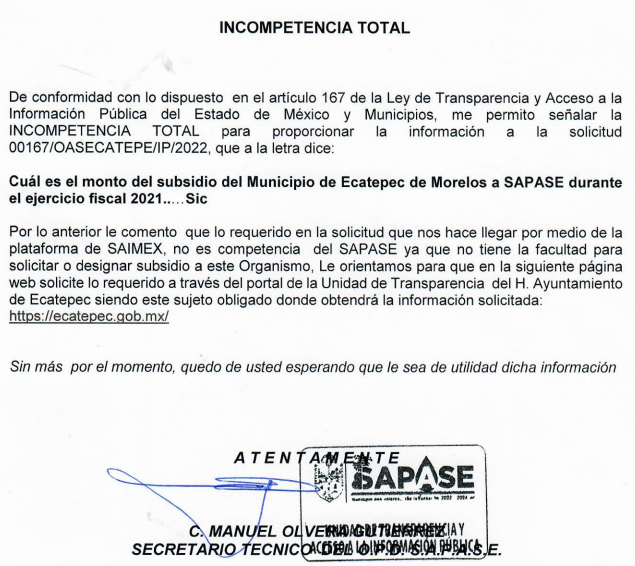 INCOMPETENCIA TOTAL
De conformidad con lo dispuesto en el artículo 167 de la Ley de Transparencia y Acceso a la
Información Pública del Estado de México y Municipios, me permito señalar la
INCOMPETENCIA TOTAL para proporcionar la información a la solicitud
00167/OASECATEPE/IP/2022, que a la letra dice:
Cuál es el monto del subsidio del Municipio de Ecatepec de Morelos a SAPASE durante
el ejercicio fiscal 2021..…Sic
Por lo anterior le comento que lo requerido en la solicitud que nos hace llegar por medio de la
plataforma de SAIMEX, no es competencia del SAPASE ya que no tiene la facultad para
solicitar o designar subsidio a este Organismo, Le orientamos para que en la siguiente página
web solicite lo requerido a través del portal de la Unidad de Transparencia del H. Ayuntamiento
de Ecatepec siendo este sujeto obligado donde obtendrá la información solicitada:
https://ecatepec.gob.mx/
Sin más por el momento, quedo de usted esperando que le sea de utilidad dicha información
ATENTAMENTE
SAPASE
C. MANUEL OLVERA GUTIERREZ
UNIDAD DE TRANSPARENCIA Y
ACCESO A LA INFORMACIÓN PÚBLICA
SECRETARIO TECNICO DEL O.P.D. S.A.P.A.S.E.